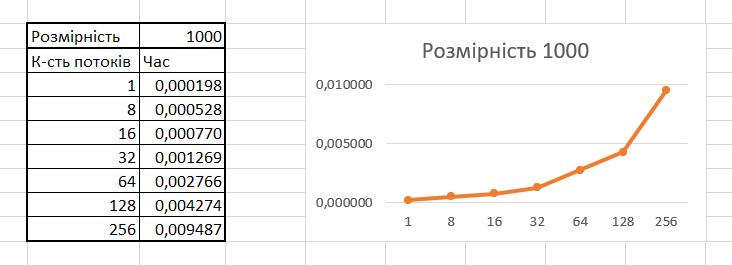 Розмірність 1000
К-сть потоків Час
1 0,000198
8 0,000528
16 0,000770
32 0,001269
64 0,002766
128 0,004274
256 0,009487
Розмірність 1000
0,010000
0,005000
0,000000
1 8 16 32 64 128 256